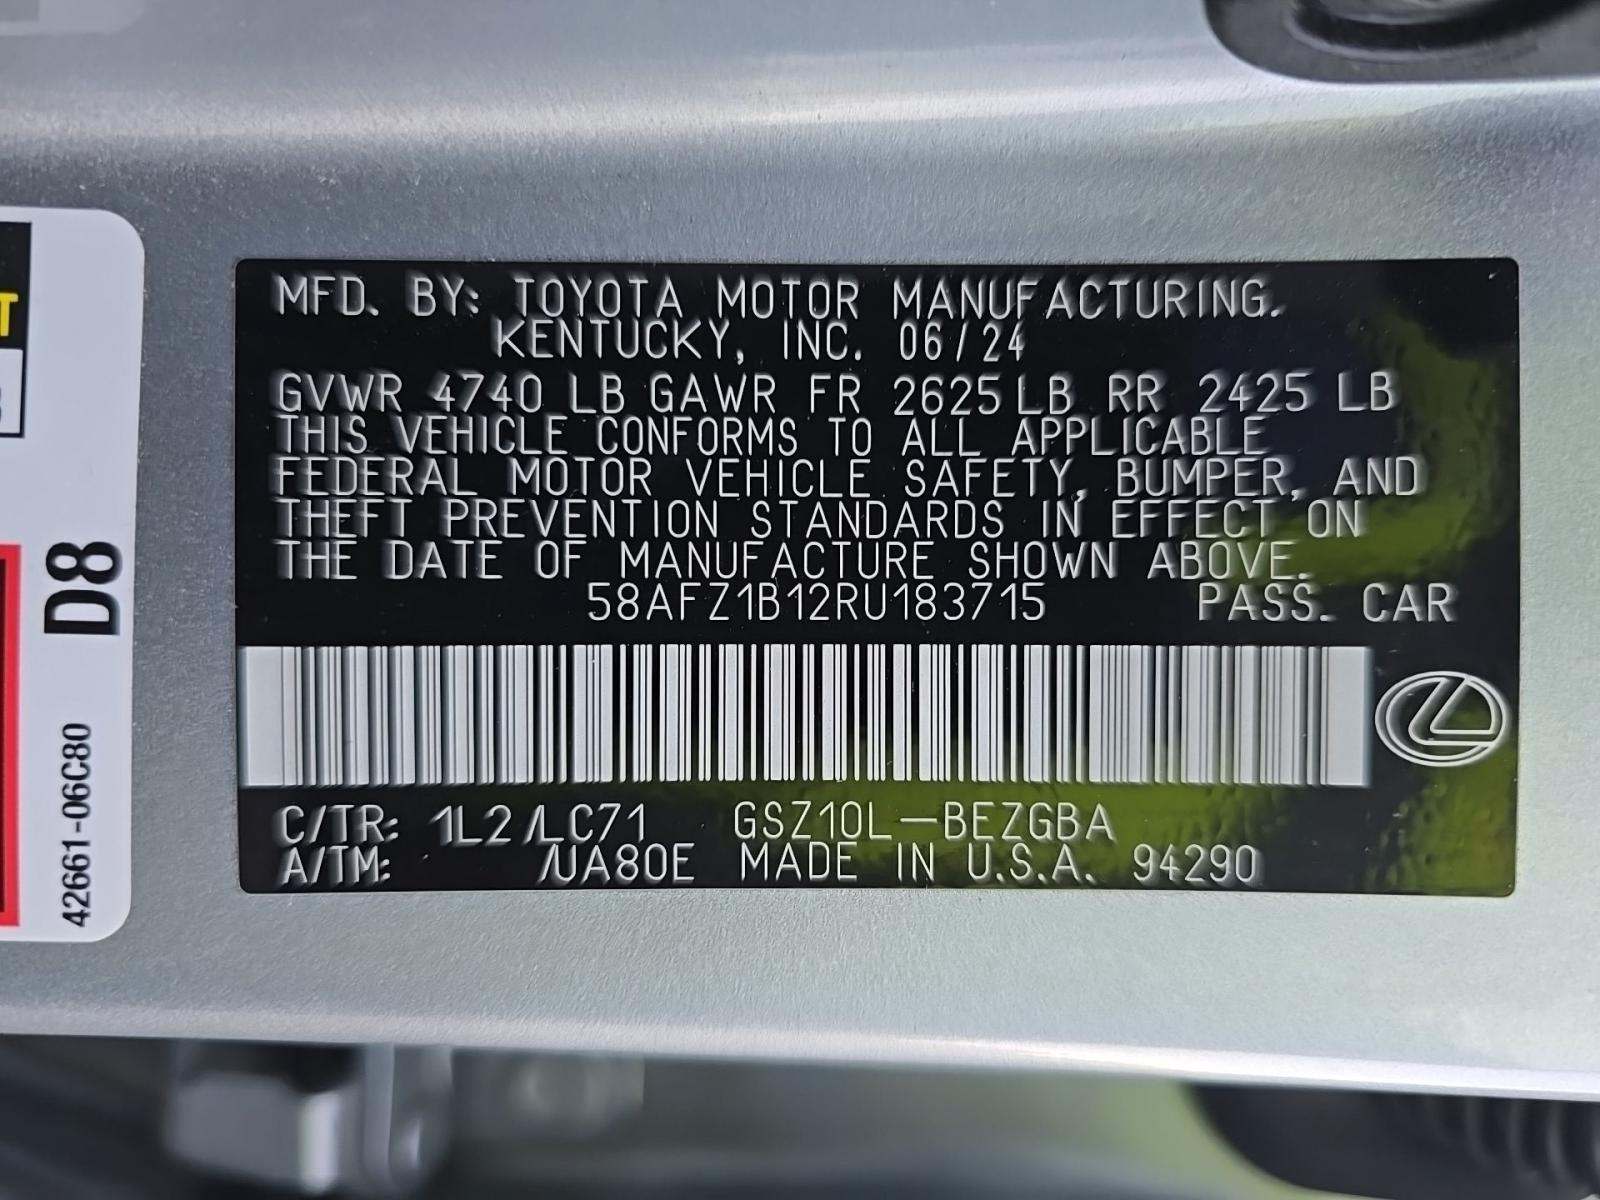 MFD. BY: TOYOTA MOTOR MANUFACTURING.
KENTUCKY, INC. 06/24
GVWR 4740 LB GAWR FR 2625 LB RR 2425 LB
THIS VEHICLE CONFORMS TO ALL APPLICABLE
FEDERAL MOTOR VEHICLE SAFETY, BUMPER, AND
THEFT PREVENTION STANDARDS IN EFFECT ON
THE DATE OF MANUFACTURE SHOWN ABOVE.
58AFZ1B12RU183715 PASS. CAR
C/TR: 1L2/LC71 GSZ10L-BEZGBA
A/TM: /UA80E MADE IN U.S.A. 94290
D8
42661-06C80